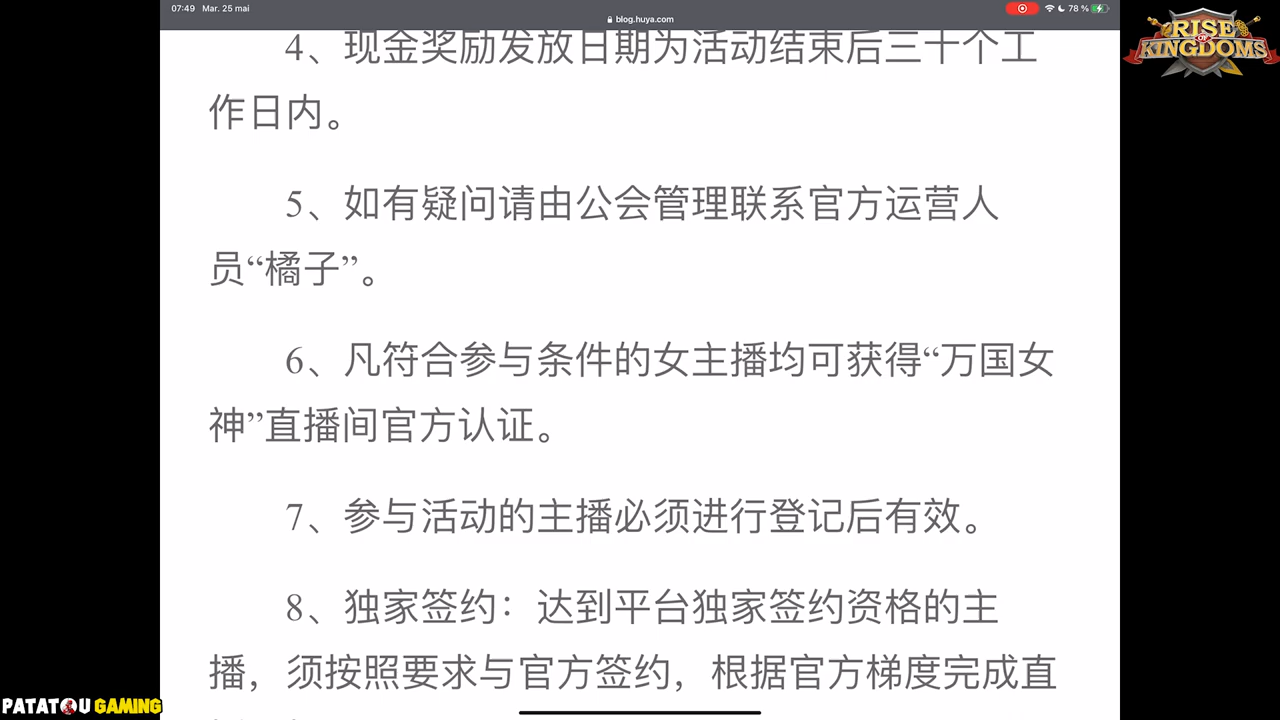 07:49 Mar. 25 mai
78 %
blog.huya.com
RISE OF KINGDOMS
4、现金奖励发放日期为活动结束后三十个工
作日内。
5、如有疑问请由公会管理联系官方运营人
员“橘子”。
6、凡符合参与条件的女主播均可获得“万国女
神”直播间官方认证。
7、参与活动的主播必须进行登记后有效。
8、独家签约：达到平台独家签约资格的主
播，须按照要求与官方签约，根据官方梯度完成直
PATATOU GAMING